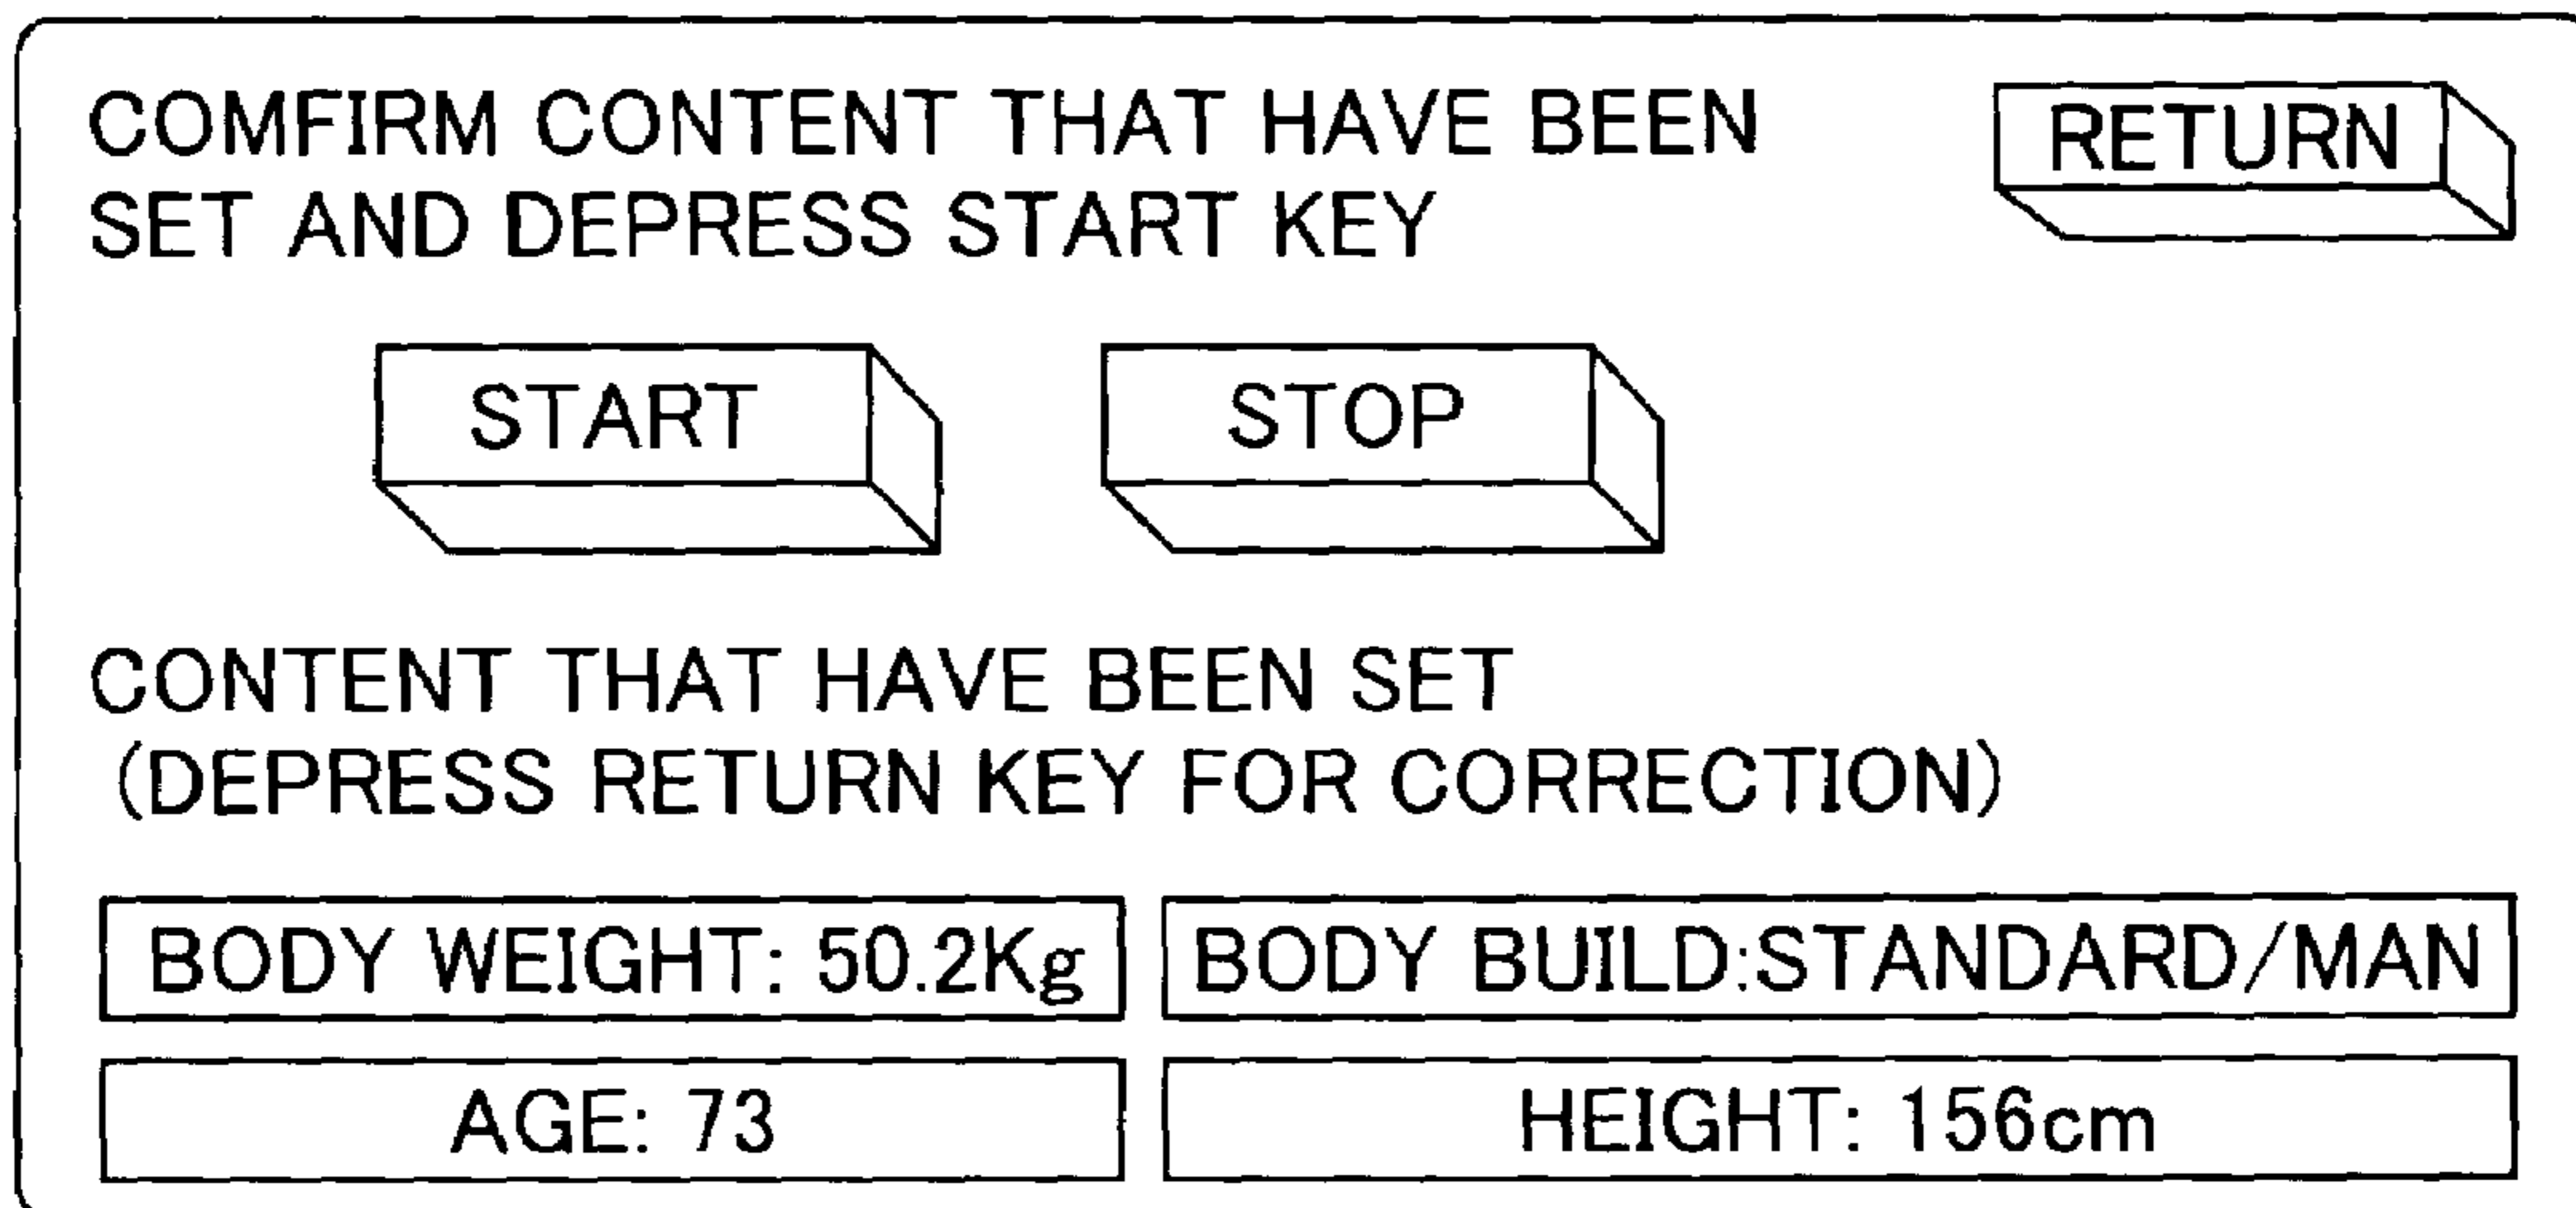 COMFIRM CONTENT THAT HAVE BEEN
SET AND DEPRESS START KEY
RETURN
START
STOP
CONTENT THAT HAVE BEEN SET
(DEPRESS RETURN KEY FOR CORRECTION)
BODY WEIGHT: 50.2Kg
BODY BUILD:STANDARD/MAN
AGE: 73
HEIGHT: 156cm